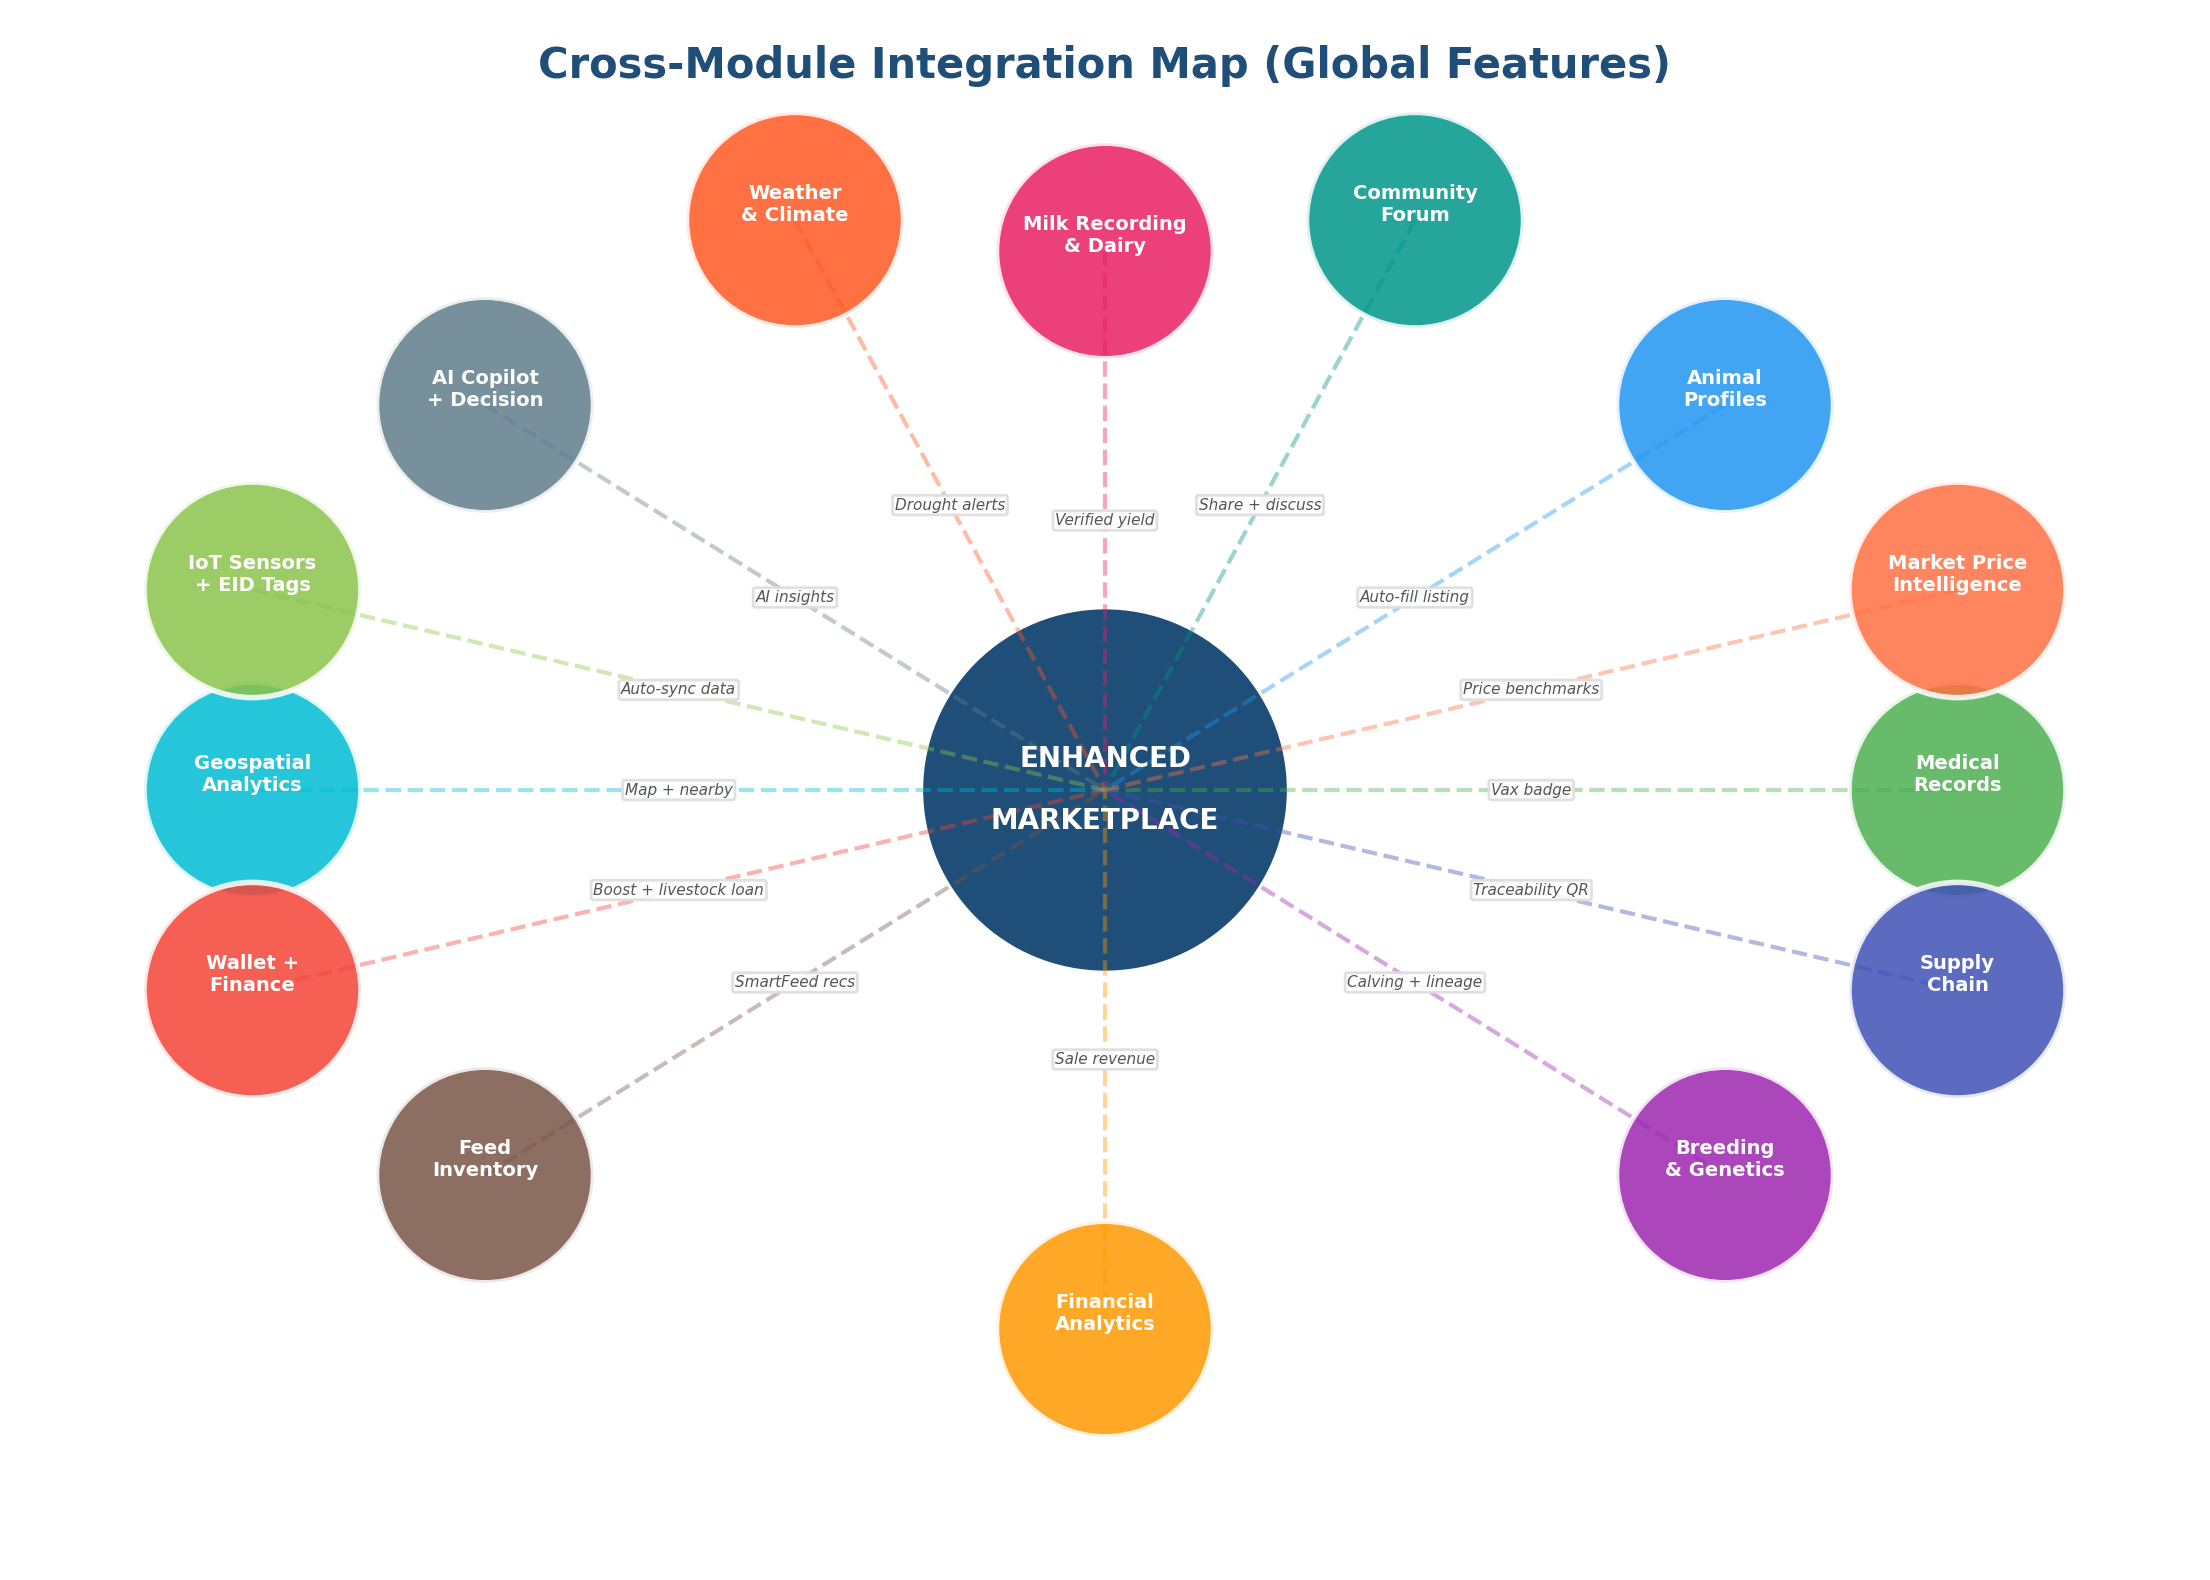 Cross-Module Integration Map (Global Features)
Weather
& Climate
Milk Recording
& Dairy
Community
Forum
AI Copilot
+ Decision
Animal
Profiles
IoT Sensors
+ EID Tags
Market Price
Intelligence
Drought alerts
Verified yield
Share + discuss
AI insights
Auto-fill listing
Auto-sync data
Price benchmarks
Geospatial
Analytics
Map + nearby
ENHANCED
MARKETPLACE
Vax badge
Medical
Records
Boost + livestock loan
Traceability QR
Wallet +
Finance
SmartFeed recs
Calving + lineage
Supply
Chain
Sale revenue
Feed
Inventory
Breeding
& Genetics
Financial
Analytics